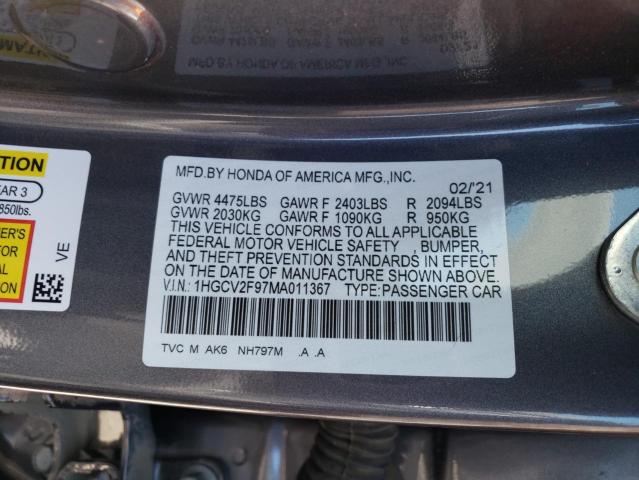 MFD.BY HONDA OF AMERICA MFG.,INC.
02/'21
GVWR 4475LBS GAWR F 2403LBS R 2094LBS
GVWR 2030KG GAWR F 1090KG R 950KG
THIS VEHICLE CONFORMS TO ALL APPLICABLE
FEDERAL MOTOR VEHICLE SAFETY , BUMPER,
AND THEFT PREVENTION STANDARDS IN EFFECT
ON THE DATE OF MANUFACTURE SHOWN ABOVE.
V.I.N.: 1HGCV2F97MA011367 TYPE:PASSENGER CAR
TVC M AK6 NH797M .A .A
TION
EAR 3
850lbs.
ER'S
FOR
AL
ION
VE